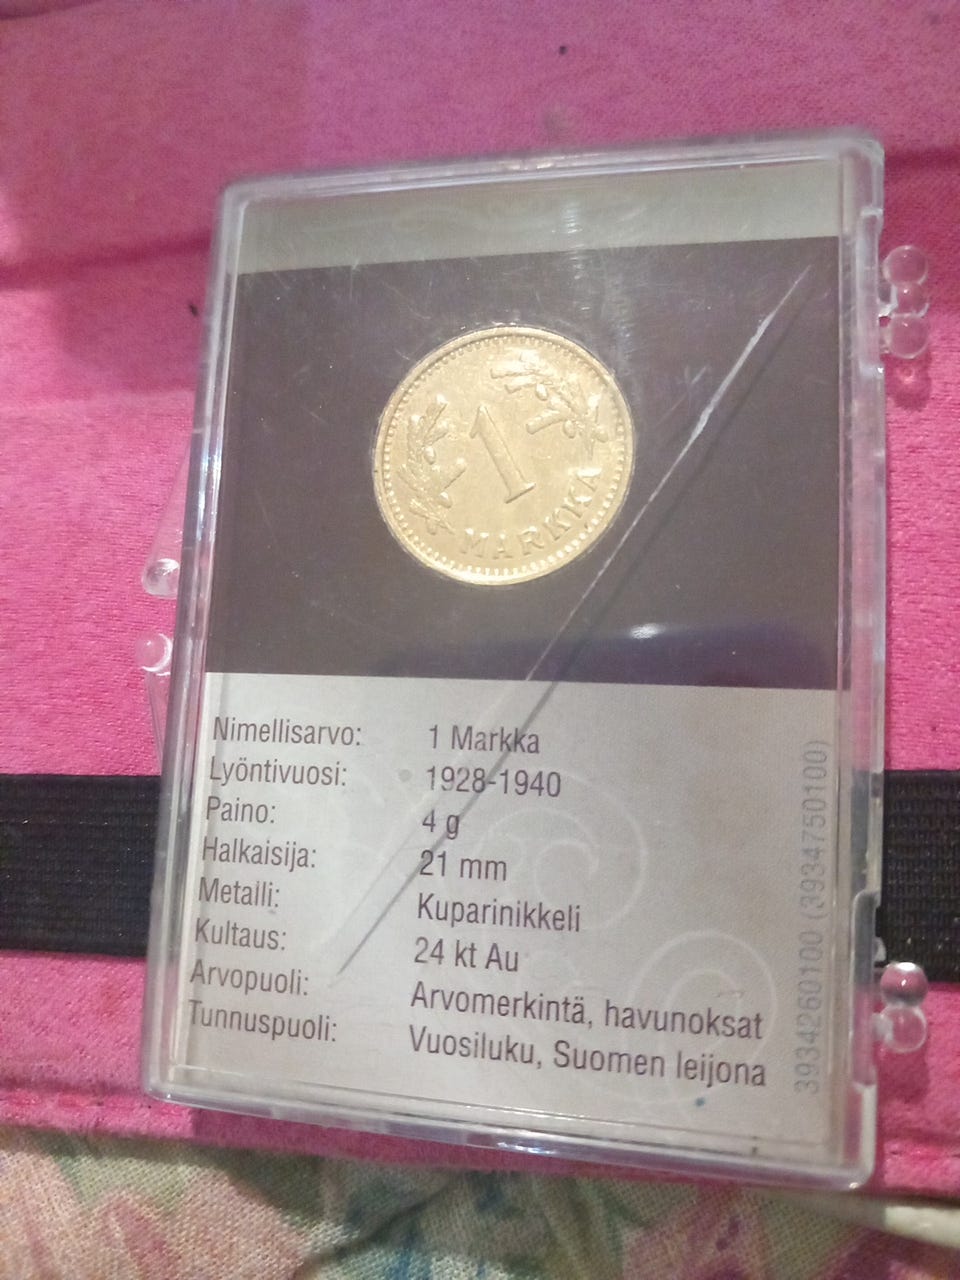 1
MARKKA
Nimellisarvo: 1 Markka
Lyöntivuosi: 1928-1940
Paino: 4 g
Halkaisija: 21 mm
Metalli: Kuparinikkeli
Kultaus: 24 kt Au
Arvopuoli: Arvomerkintä, havunoksat
Tunnuspuoli: Vuosiluku, Suomen leijona
3934260100 (3934750100)